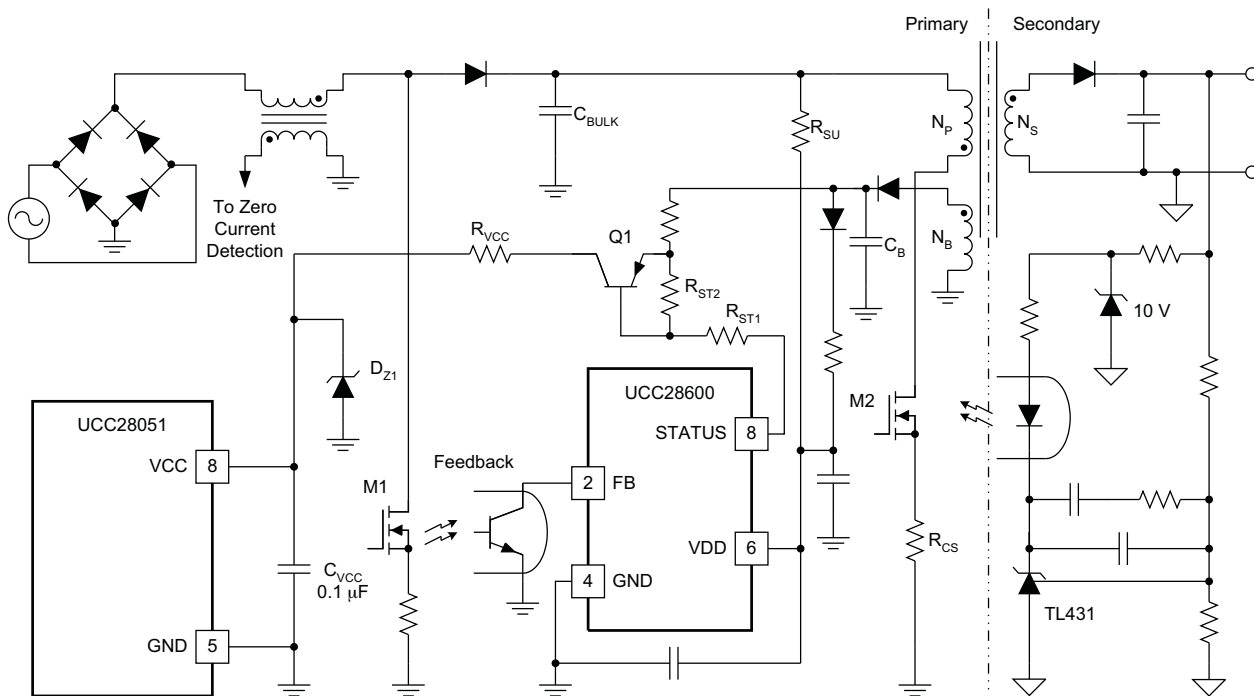 Primary
Secondary
C_BULK
R_SU
N_P
N_S
To Zero
Current
Detection
R_VCC
Q1
C_B
N_B
R_ST2
R_ST1
10 V
D_Z1
UCC28051
UCC28600
M2
STATUS
8
VCC
8
Feedback
2
FB
M1
VDD
6
R_CS
C_VCC
0.1 μF
4
GND
TL431
GND
5